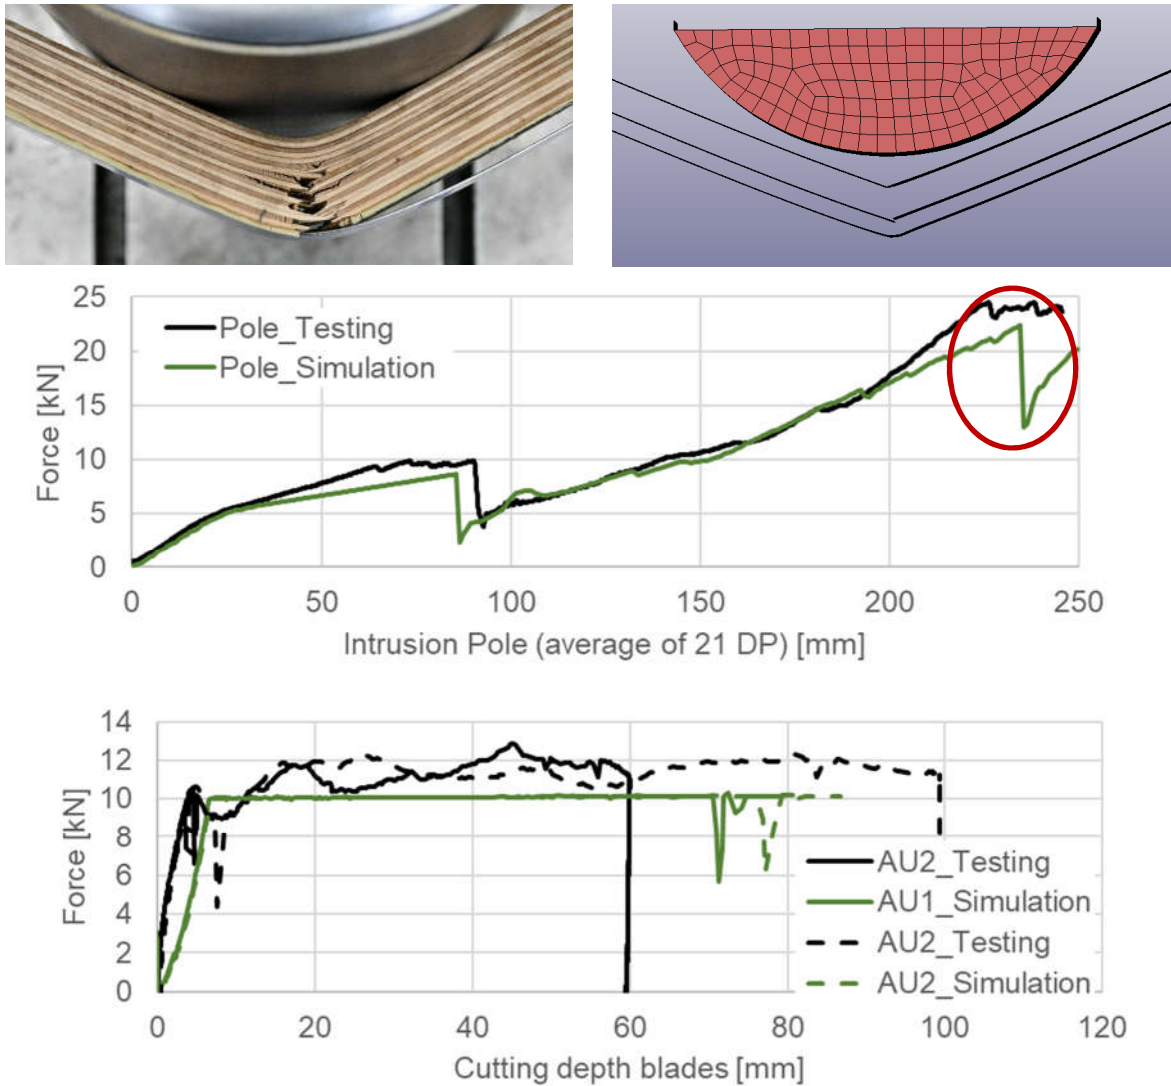 25
20
15
10
5
0
Force [kN]
Pole_Testing
Pole_Simulation
0 50 100 150 200 250
Intrusion Pole (average of 21 DP) [mm]
14
12
10
8
6
4
2
0
Force [kN]
AU2_Testing
AU1_Simulation
AU2_Testing
AU2_Simulation
0 20 40 60 80 100 120
Cutting depth blades [mm]